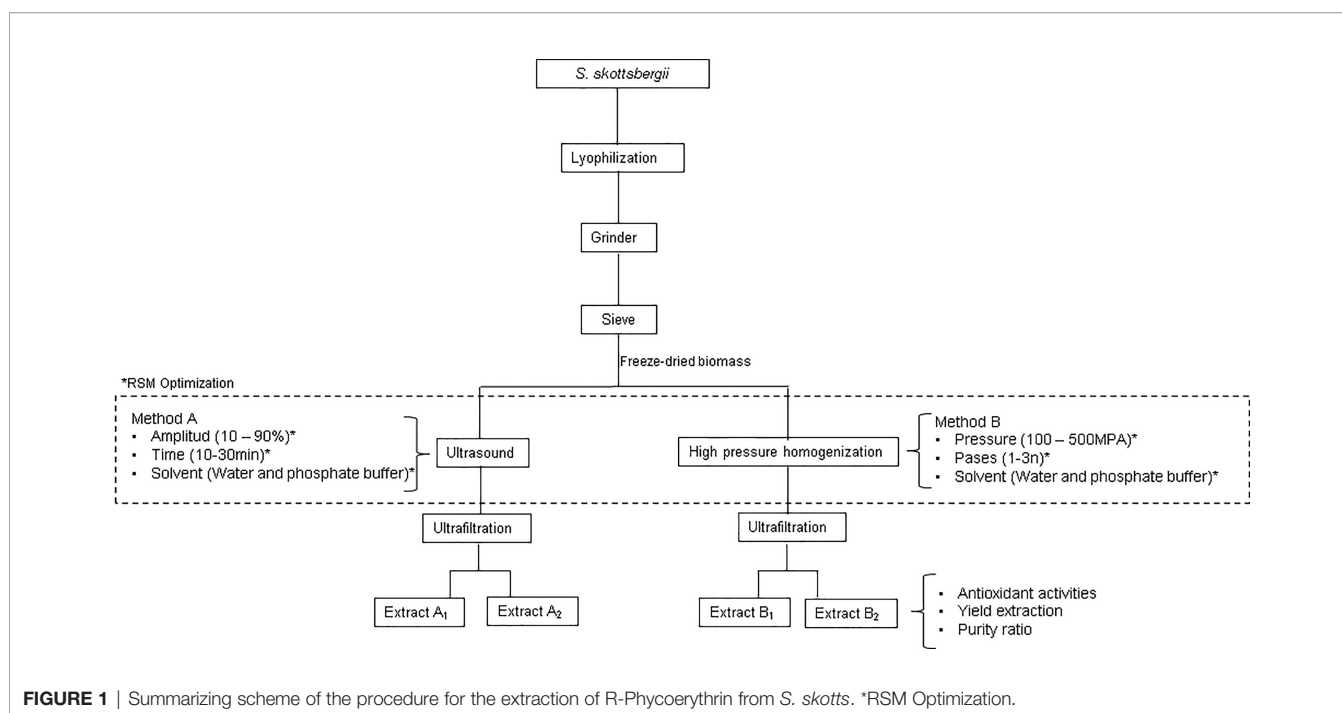 S. skottsbergii
Lyophilization
Grinder
Sieve
Freeze-dried biomass
*RSM Optimization
Method A
▪ Amplitud (10 – 90%)*
▪ Time (10-30min)*
▪ Solvent (Water and phosphate buffer)*
Ultrasound
High pressure homogenization
Method B
▪ Pressure (100 – 500MPA)*
▪ Pases (1-3n)*
▪ Solvent (Water and phosphate buffer)*
Ultrafiltration
Ultrafiltration
Extract A₁
Extract A₂
Extract B₁
Extract B₂
▪ Antioxidant activities
▪ Yield extraction
▪ Purity ratio
FIGURE 1 | Summarizing scheme of the procedure for the extraction of R-Phycoerythrin from S. skotts. *RSM Optimization.